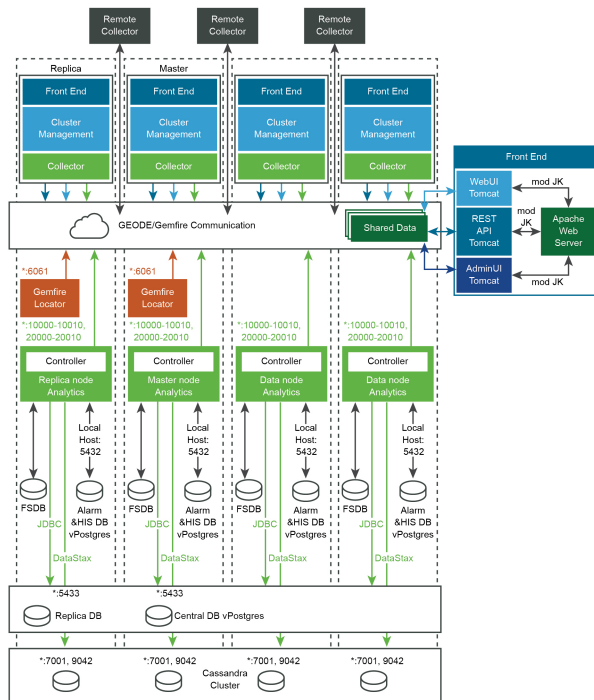 Remote
Collector
Remote
Collector
Remote
Collector
Replica
Master
Front End
Front End
Front End
Front End
Cluster
Management
Cluster
Management
Cluster
Management
Cluster
Management
Collector
Collector
Collector
Collector
Front End
WebUI
Tomcat
mod JK
REST
API
Tomcat
mod
JK
Apache
Web
Server
AdminUI
Tomcat
mod JK
GEODE/Gemfire Communication
Shared Data
*:6061
*:6061
Gemfire
Locator
Gemfire
Locator
*:10000-10010,
20000-20010
*:10000-10010,
20000-20010
*:10000-10010,
20000-20010
*:10000-10010,
20000-20010
Controller
Controller
Controller
Controller
Replica node
Analytics
Master node
Analytics
Data node
Analytics
Data node
Analytics
Local
Host:
5432
Local
Host:
5432
Local
Host:
5432
Local
Host:
5432
FSDB
Alarm
&HIS DB
vPostgres
FSDB
Alarm
&HIS DB
vPostgres
FSDB
Alarm
&HIS DB
vPostgres
FSDB
Alarm
&HIS DB
vPostgres
JDBC
JDBC
JDBC
JDBC
DataStax
DataStax
DataStax
DataStax
*:5433
*:5433
Replica DB
Central DB vPostgres
*:7001, 9042
*:7001, 9042
*:7001, 9042
*:7001, 9042
Cassandra
Cluster